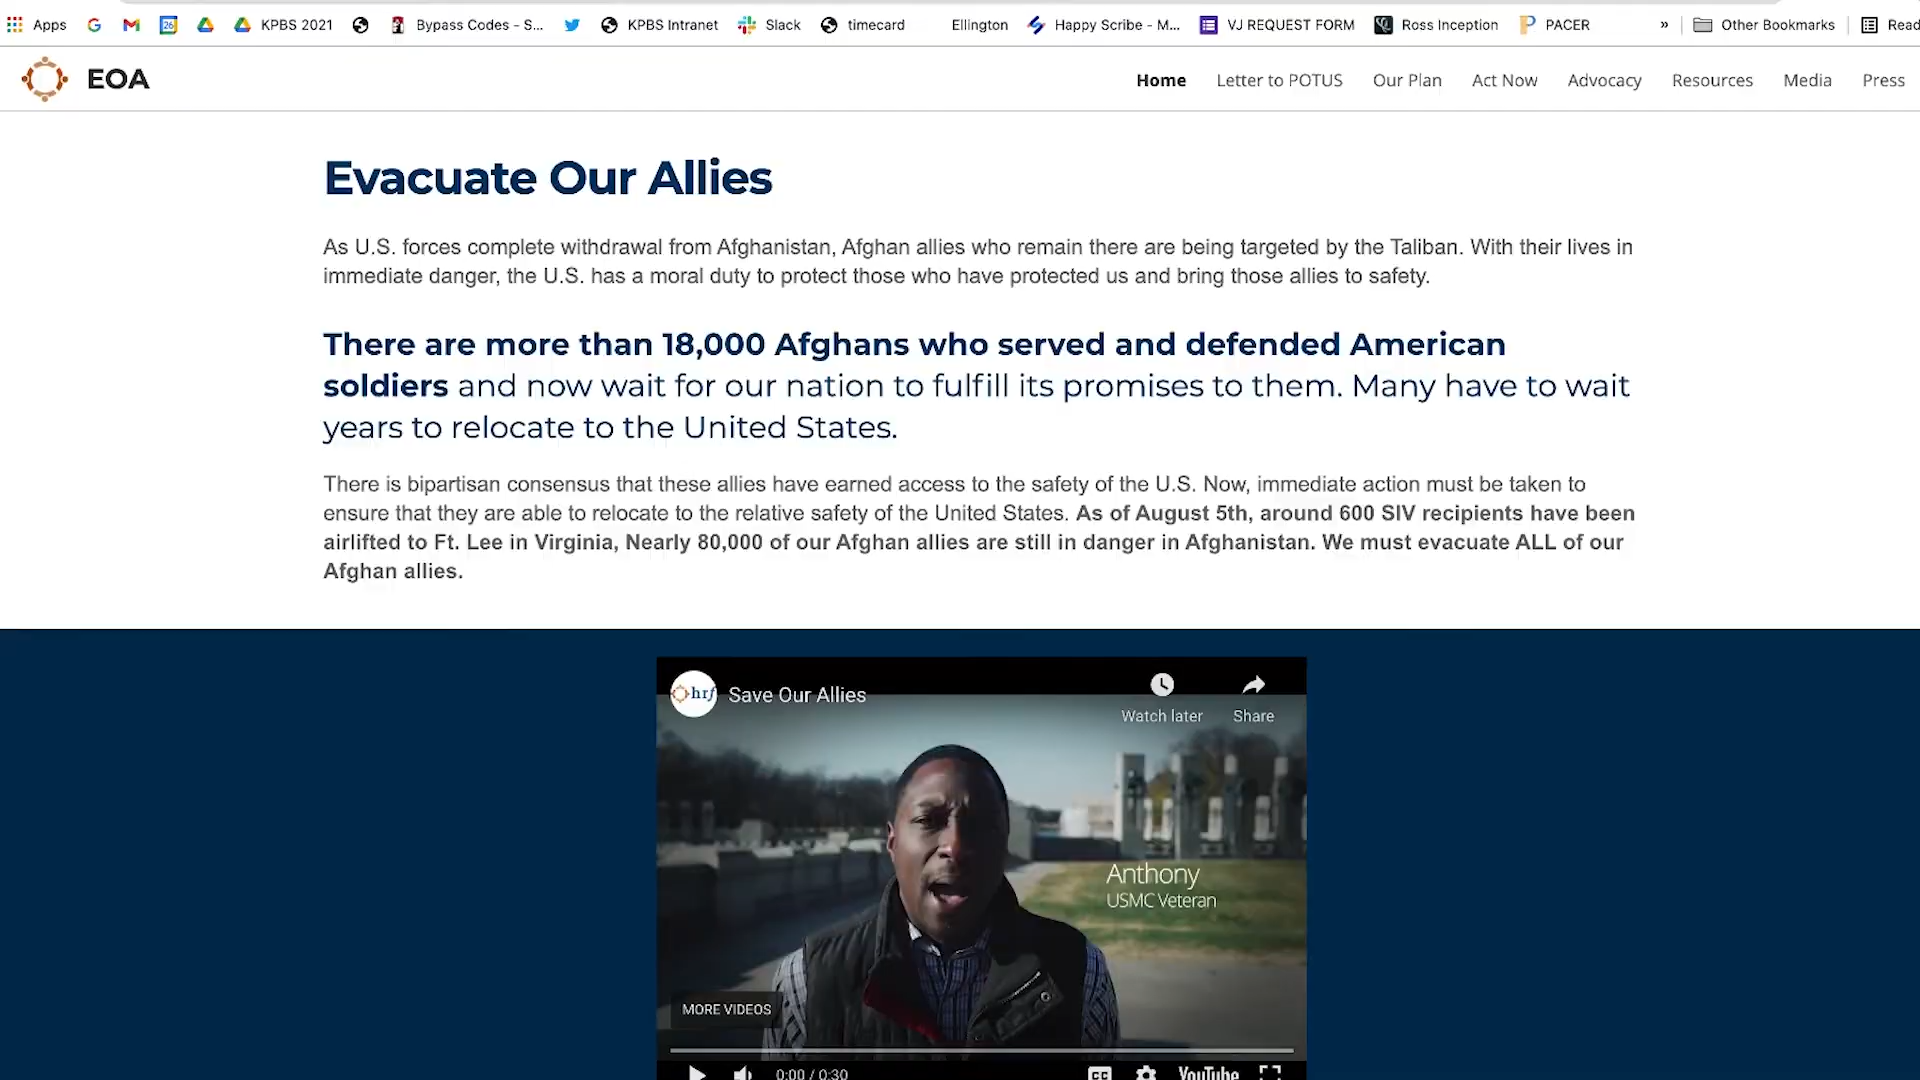 Apps KPBS 2021 Bypass Codes - S... KPBS Intranet Slack timecard Ellington Happy Scribe - M... VJ REQUEST FORM Ross Inception PACER » Other Bookmarks Read
EOA Home Letter to POTUS Our Plan Act Now Advocacy Resources Media Press
Evacuate Our Allies
As U.S. forces complete withdrawal from Afghanistan, Afghan allies who remain there are being targeted by the Taliban. With their lives in
immediate danger, the U.S. has a moral duty to protect those who have protected us and bring those allies to safety.
There are more than 18,000 Afghans who served and defended American
soldiers and now wait for our nation to fulfill its promises to them. Many have to wait
years to relocate to the United States.
There is bipartisan consensus that these allies have earned access to the safety of the U.S. Now, immediate action must be taken to
ensure that they are able to relocate to the relative safety of the United States. As of August 5th, around 600 SIV recipients have been
airlifted to Ft. Lee in Virginia, Nearly 80,000 of our Afghan allies are still in danger in Afghanistan. We must evacuate ALL of our
Afghan allies.
hrf Save Our Allies
Watch later Share
Anthony
USMC Veteran
MORE VIDEOS
0:00 / 0:30 CC YouTube